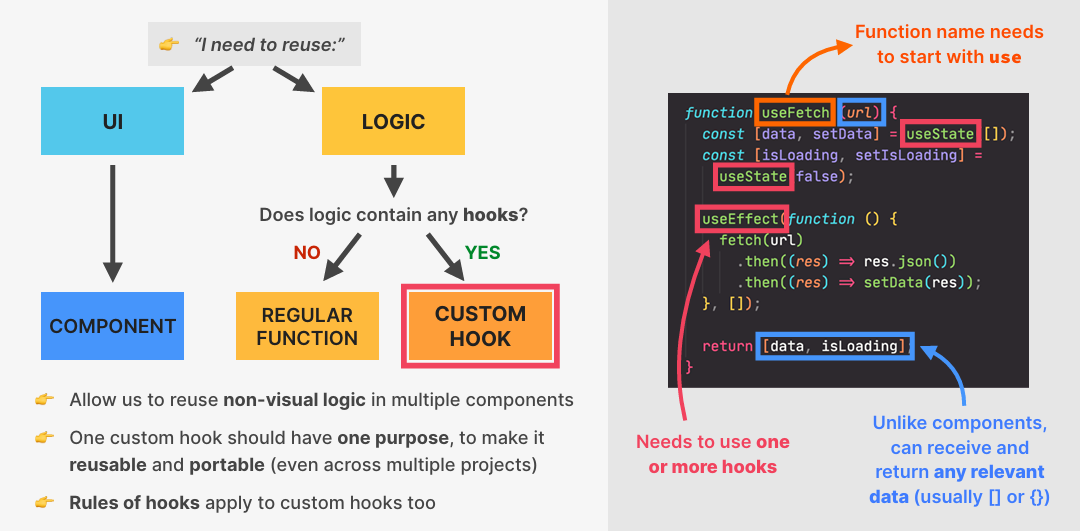 👉 “I need to reuse:”
UI
LOGIC
Does logic contain any hooks?
NO
YES
COMPONENT
REGULAR
FUNCTION
CUSTOM
HOOK
👉 Allow us to reuse non-visual logic in multiple components
👉 One custom hook should have one purpose, to make it
reusable and portable (even across multiple projects)
👉 Rules of hooks apply to custom hooks too
Function name needs
to start with use
function useFetch (url) {
const [data, setData] = useState []);
const [isLoading, setIsLoading] =
useState false);
useEffect(function () {
fetch(url)
.then((res) => res.json())
.then((res) => setData(res));
}, []);
return [data, isLoading];
}
Needs to use one
or more hooks
Unlike components,
can receive and
return any relevant
data (usually [] or {})